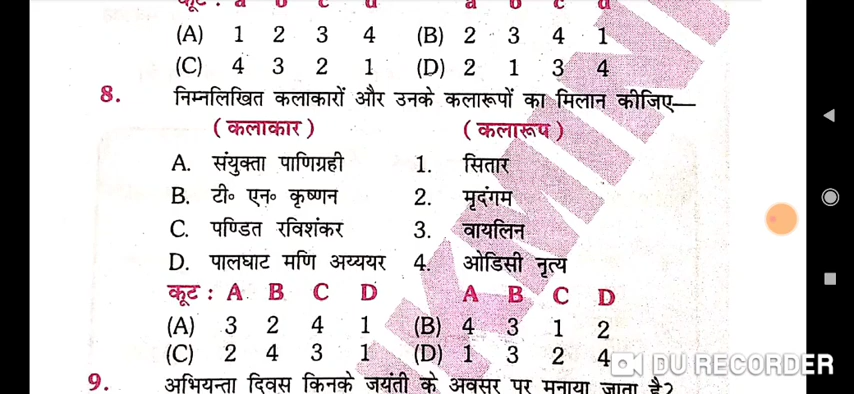 कूट : a b c d a b c d
(A) 1 2 3 4 (B) 2 3 4 1
(C) 4 3 2 1 (D) 2 1 3 4
8. निम्नलिखित कलाकारों और उनके कलारूपों का मिलान कीजिए—
( कलाकार ) ( कलारूप )
A. संयुक्ता पाणिग्रही 1. सितार
B. टी॰ एन॰ कृष्णन 2. मृदंगम
C. पण्डित रविशंकर 3. वायलिन
D. पालघाट मणि अय्ययर 4. ओडिसी नृत्य
कूट : A B C D A B C D
(A) 3 2 4 1 (B) 4 3 1 2
(C) 2 4 3 1 (D) 1 3 2 4
DU RECORDER
9. अभियन्ता दिवस किनके जयंती के अवसर पर मनाया जाता है?